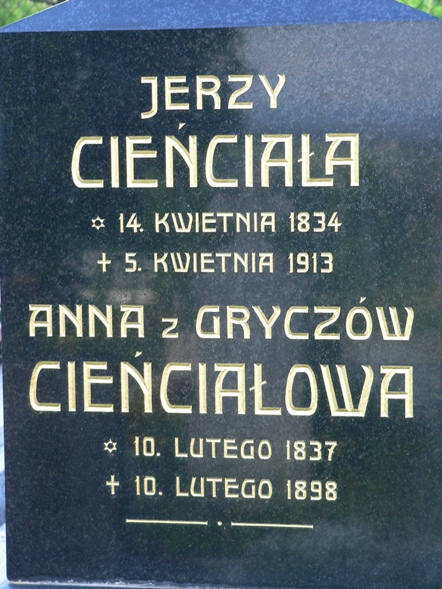 JERZY
CIEŃCIAŁA
✡ 14. KWIETNIA 1834
✝ 5. KWIETNIA 1913
ANNA z GRYCZÓW
CIEŃCIAŁOWA
✡ 10. LUTEGO 1837
✝ 10. LUTEGO 1898